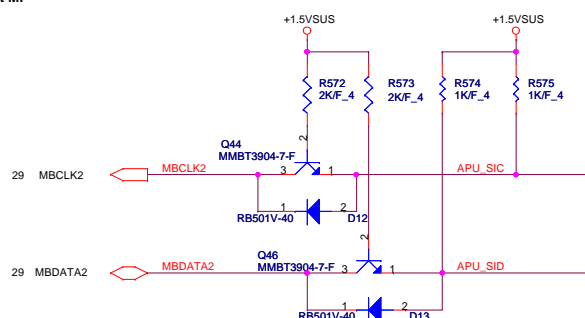 +1.5VSUS
+1.5VSUS
R572
2K/F_4
R573
2K/F_4
R574
1K/F_4
R575
1K/F_4
Q44
MMBT3904-7-F
2
29 MBCLK2
MBCLK2
3
1
APU_SIC
1
2
RB501V-40
D12
Q46
MMBT3904-7-F
2
29 MBDATA2
MBDATA2
3
1
APU_SID
1
2
RB501V-40
D13